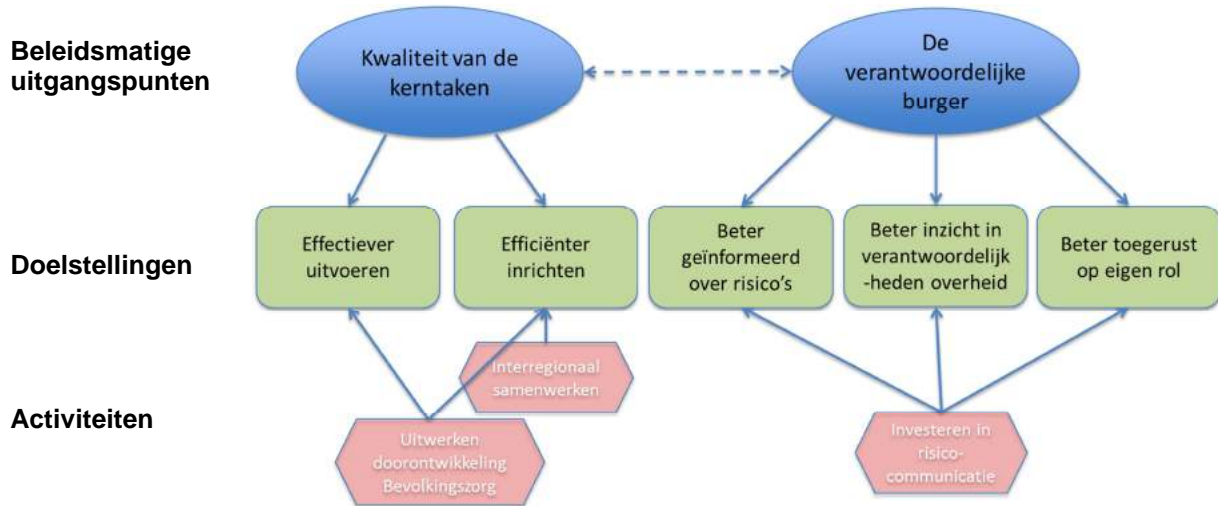 Beleidsmatige
uitgangspunten
Kwaliteit van de
kerntaken
De
verantwoordelijke
burger
Doelstellingen
Effectiever
uitvoeren
Efficiënter
inrichten
Beter
geïnformeerd
over risico's
Beter inzicht in
verantwoordelijk
-heden overheid
Beter toegerust
op eigen rol
Activiteiten
Interregionaal
samenwerken
Uitwerken
doorontwikkeling
Bevolkingszorg
Investeren in
risico-
communicatie